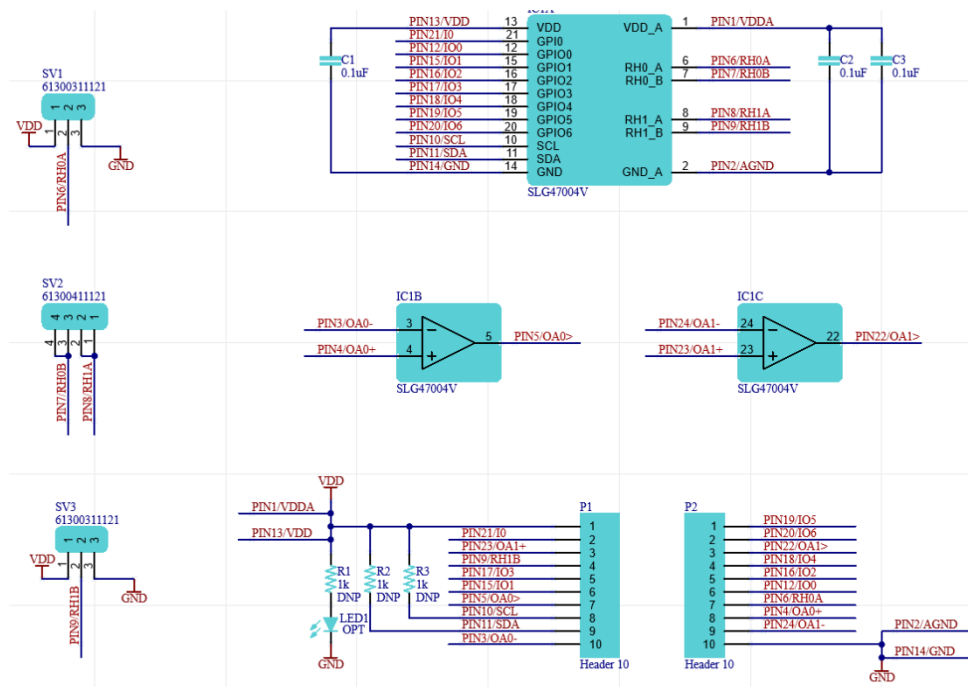 IC1A
PIN13/VDD 13 VDD VDD_A 1 PIN1/VDDA
PIN21/I0 21 GPI0
PIN12/IO0 12 GPIO0
PIN15/IO1 15 GPIO1 RH0_A 6 PIN6/RH0A
PIN16/IO2 16 GPIO2 RH0_B 7 PIN7/RH0B
PIN17/IO3 17 GPIO3
PIN18/IO4 18 GPIO4
PIN19/IO5 19 GPIO5 RH1_A 8 PIN8/RH1A
PIN20/IO6 20 GPIO6 RH1_B 9 PIN9/RH1B
PIN10/SCL 10 SCL
PIN11/SDA 11 SDA
PIN14/GND 14 GND GND_A 2 PIN2/AGND
SLG47004V
C1
0.1uF
C2
0.1uF
C3
0.1uF
SV1
61300311121
1 2 3
VDD
1 2 3
GND
PIN6/RH0A
SV2
61300411121
4 3 2 1
4 3 2 1
PIN7/RH0B
PIN8/RH1A
IC1B
PIN3/OA0- 3
PIN4/OA0+ 4
5 PIN5/OA0>
SLG47004V
IC1C
PIN24/OA1- 24
PIN23/OA1+ 23
22 PIN22/OA1>
SLG47004V
SV3
61300311121
1 2 3
VDD
1 2 3
GND
PIN9/RH1B
VDD
PIN1/VDDA
PIN13/VDD
R1
1k
DNP
R2
1k
DNP
R3
1k
DNP
LED1
OPT
GND
P1
1
PIN21/I0 2
PIN23/OA1+ 3
PIN9/RH1B 4
PIN17/IO3 5
PIN15/IO1 6
PIN5/OA0> 7
PIN10/SCL 8
PIN11/SDA 9
PIN3/OA0- 10
Header 10
P2
1 PIN19/IO5
2 PIN20/IO6
3 PIN22/OA1>
4 PIN18/IO4
5 PIN16/IO2
6 PIN12/IO0
7 PIN6/RH0A
8 PIN4/OA0+
9 PIN24/OA1-
10
Header 10
PIN2/AGND
PIN14/GND
GND